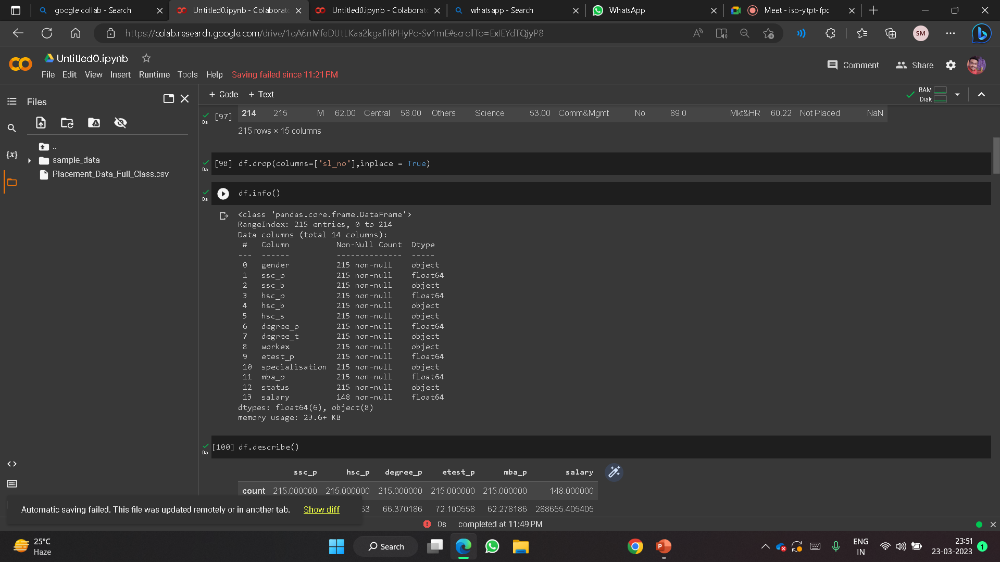 google collab - Search
Untitled0.ipynb - Colaborato
Untitled0.ipynb - Colaborato
whatsapp - Search
WhatsApp
Meet - iso-ytpt-fpc
https://colab.research.google.com/drive/1qA6nMfeDUtLKaa2kgafiRPHyPo-Sv1mE#scrollTo=ExIEYdTQjyP8
SM
Untitled0.ipynb
File Edit View Insert Runtime Tools Help Saving failed since 11:21 PM
Comment Share
Files
+ Code + Text
RAM
Disk
..
sample_data
Placement_Data_Full_Class.csv
{x}
[97] 214 215 M 62.00 Central 58.00 Others Science 53.00 Comm&Mgmt No 89.0 Mkt&HR 60.22 Not Placed NaN
0s
215 rows × 15 columns
[98] df.drop(columns=['sl_no'],inplace = True)
0s
df.info()
0s
<class 'pandas.core.frame.DataFrame'>
RangeIndex: 215 entries, 0 to 214
Data columns (total 14 columns):
# Column Non-Null Count Dtype
--- ------ -------------- -----
0 gender 215 non-null object
1 ssc_p 215 non-null float64
2 ssc_b 215 non-null object
3 hsc_p 215 non-null float64
4 hsc_b 215 non-null object
5 hsc_s 215 non-null object
6 degree_p 215 non-null float64
7 degree_t 215 non-null object
8 workex 215 non-null object
9 etest_p 215 non-null float64
10 specialisation 215 non-null object
11 mba_p 215 non-null float64
12 status 215 non-null object
13 salary 148 non-null float64
dtypes: float64(6), object(8)
memory usage: 23.6+ KB
[100] df.describe()
0s
ssc_p hsc_p degree_p etest_p mba_p salary
count 215.000000 215.000000 215.000000 215.000000 215.000000 148.000000
63 66.370186 72.100558 62.278186 288655.405405
Automatic saving failed. This file was updated remotely or in another tab. Show diff
0s completed at 11:49 PM
25°C
Haze
Search
ENG
IN
23:51
23-03-2023
1